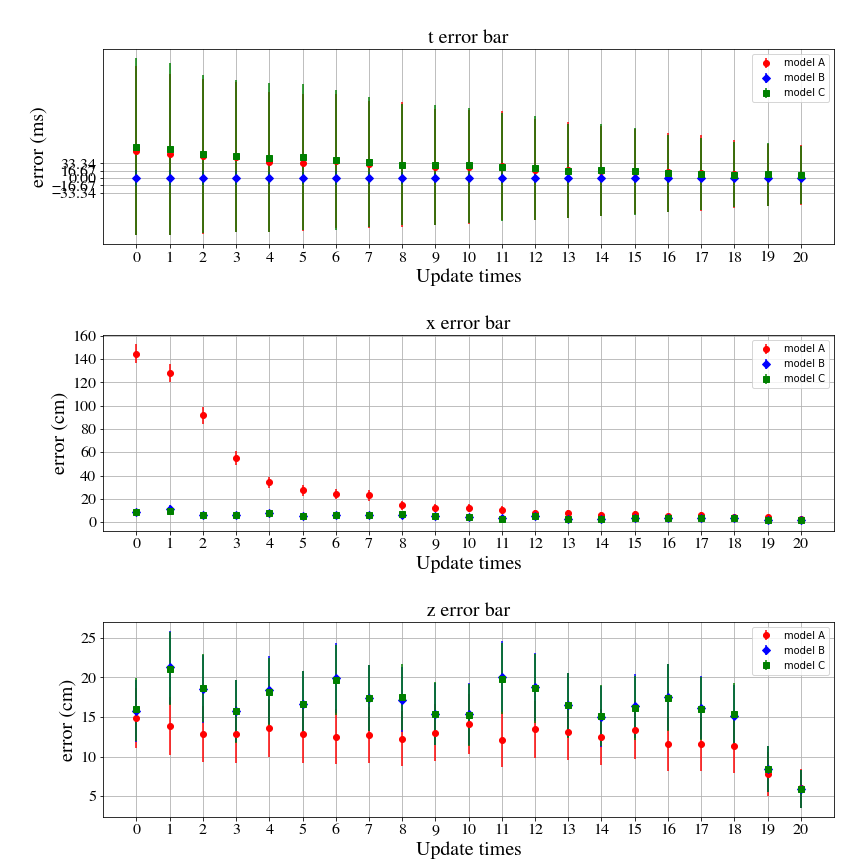 t error bar
error (ms)
33.34
16.67
0.00
−16.67
−33.34
model A
model B
model C
0 1 2 3 4 5 6 7 8 9 10 11 12 13 14 15 16 17 18 19 20
Update times
x error bar
error (cm)
160
140
120
100
80
60
40
20
0
model A
model B
model C
0 1 2 3 4 5 6 7 8 9 10 11 12 13 14 15 16 17 18 19 20
Update times
z error bar
error (cm)
25
20
15
10
5
model A
model B
model C
0 1 2 3 4 5 6 7 8 9 10 11 12 13 14 15 16 17 18 19 20
Update times